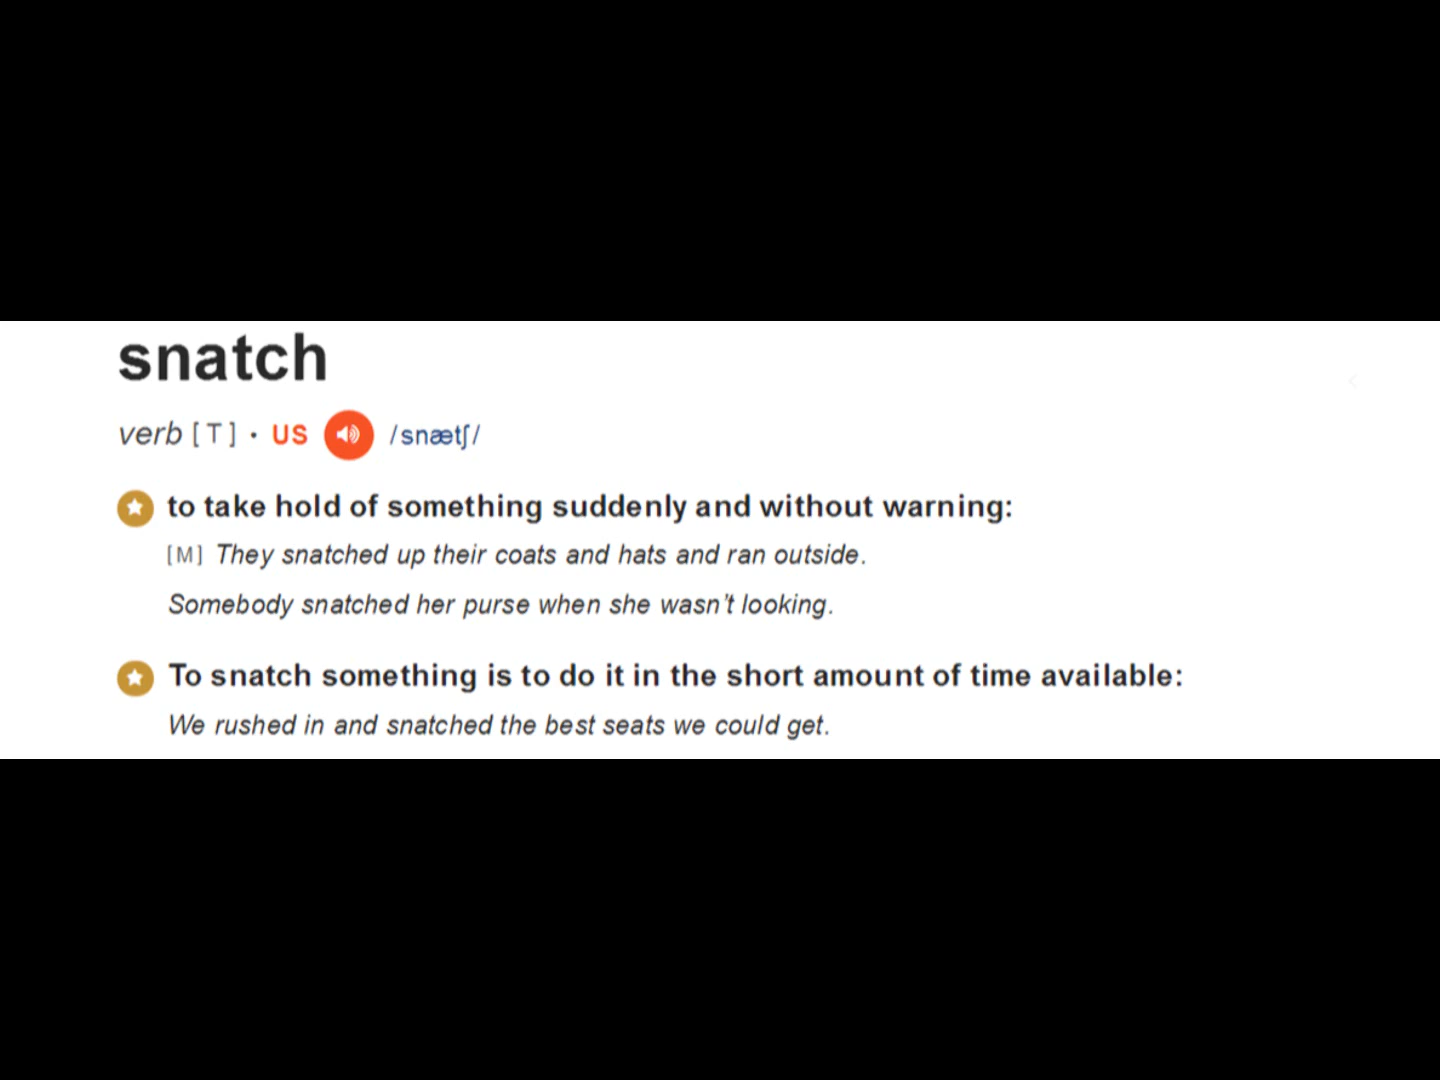 snatch
verb [ T ] · US /snætʃ/
to take hold of something suddenly and without warning:
[M] They snatched up their coats and hats and ran outside.
Somebody snatched her purse when she wasn’t looking.
To snatch something is to do it in the short amount of time available:
We rushed in and snatched the best seats we could get.